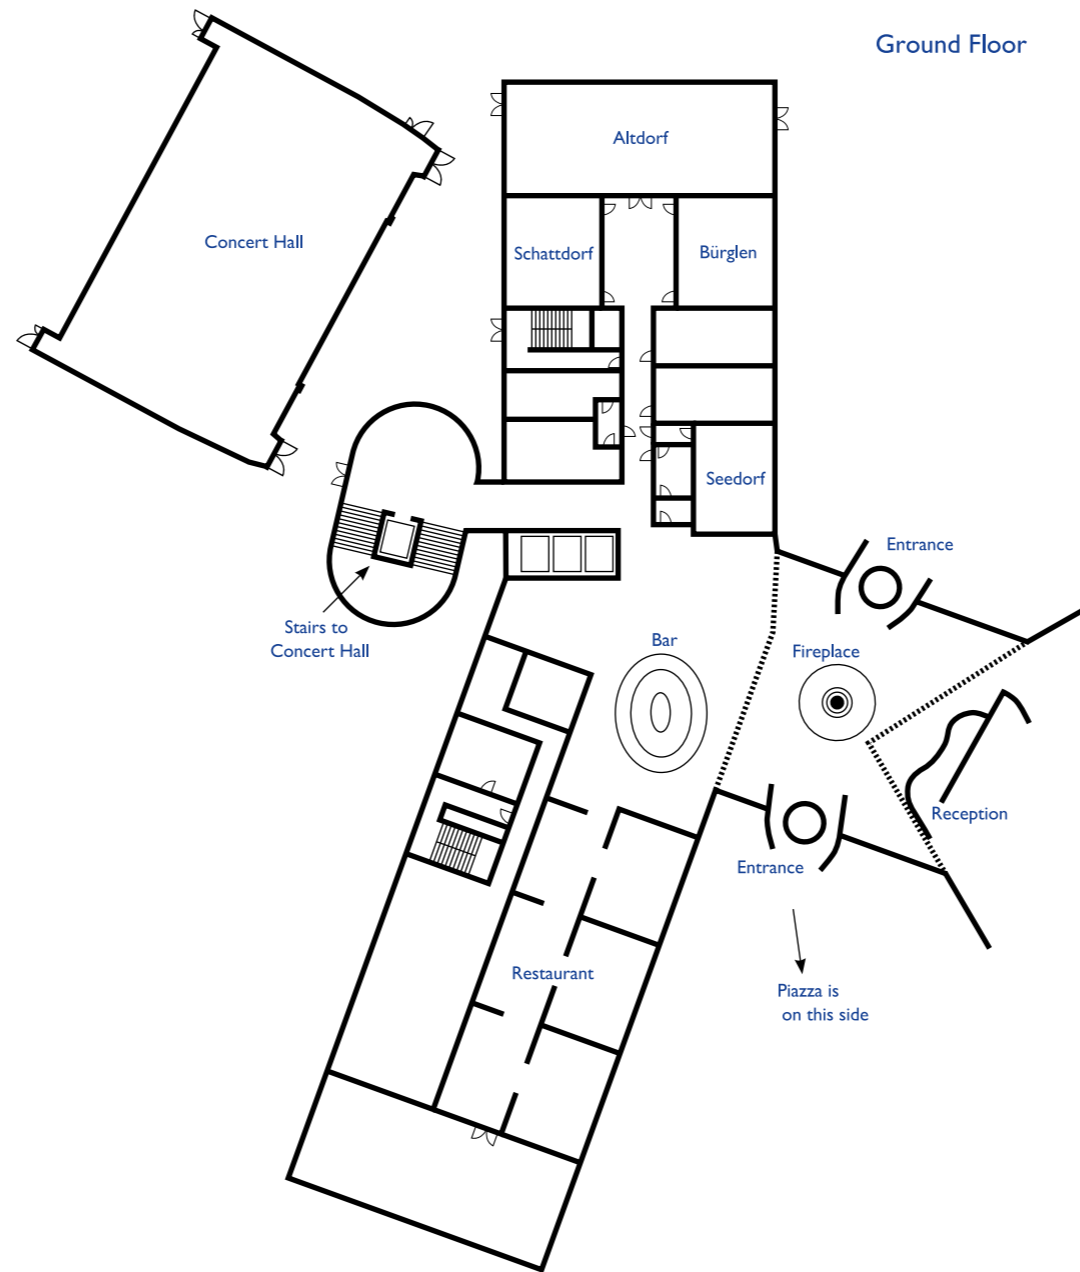 Ground Floor
Altdorf
Concert Hall
Schattdorf
Bürglen
Seedorf
Entrance
Stairs to
Concert Hall
Bar
Fireplace
Reception
Entrance
Restaurant
Piazza is
on this side